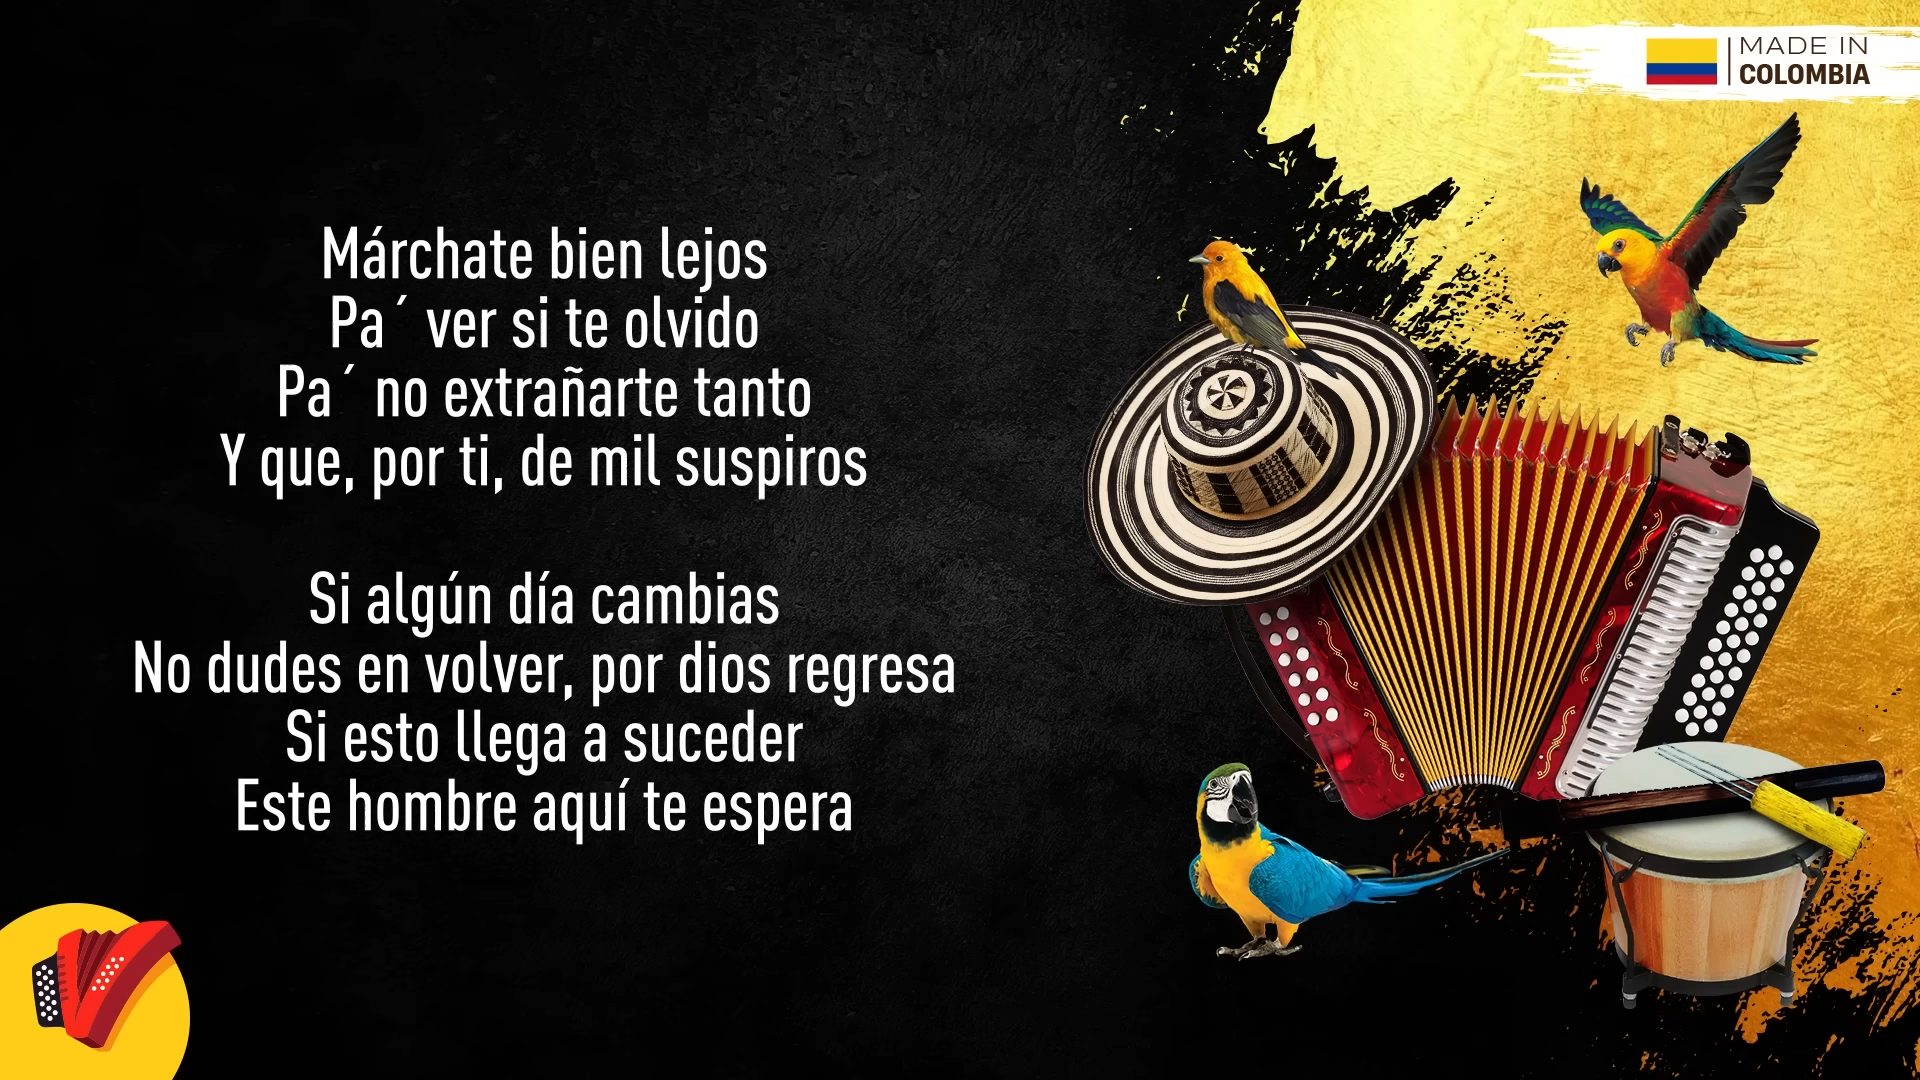 MADE IN
COLOMBIA
Márchate bien lejos
Pa´ ver si te olvido
Pa´ no extrañarte tanto
Y que, por ti, de mil suspiros
Si algún día cambias
No dudes en volver, por dios regresa
Si esto llega a suceder
Este hombre aquí te espera